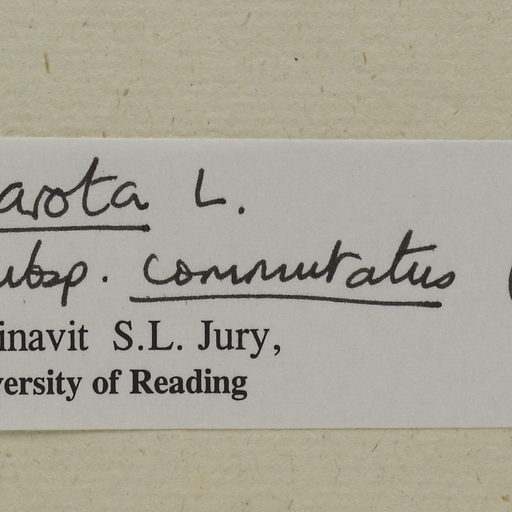 arota L.
ubsp. commutatus
inavit S.L. Jury,
versity of Reading